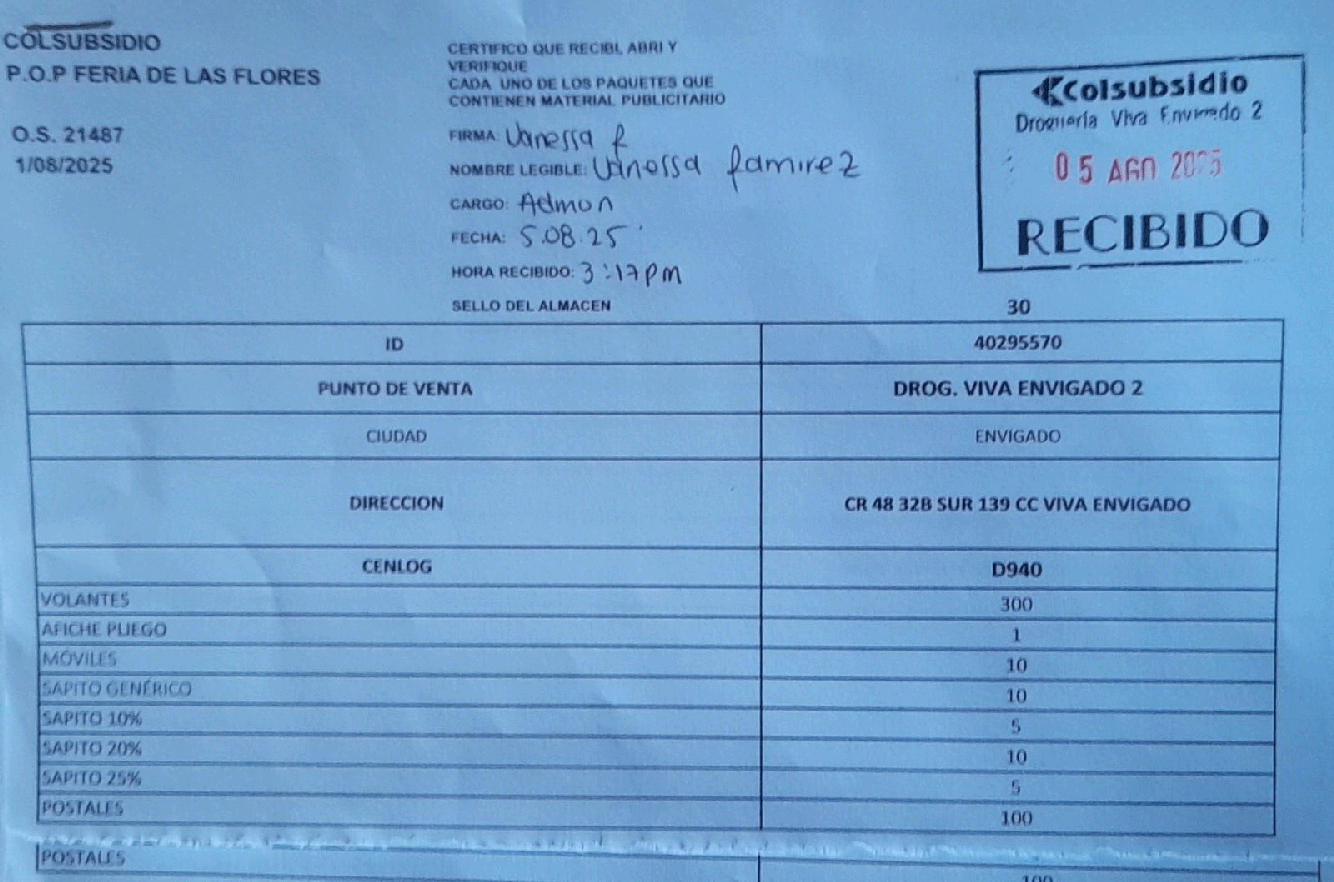 COLSUBSIDIO
P.O.P FERIA DE LAS FLORES
O.S. 21487
1/08/2025
CERTIFICO QUE RECIBI, ABRI Y
VERIFIQUE
CADA UNO DE LOS PAQUETES QUE
CONTIENEN MATERIAL PUBLICITARIO
FIRMA: Vanessa R
NOMBRE LEGIBLE: Vanessa Ramirez
CARGO: Admon
FECHA: 5.08.25
HORA RECIBIDO: 3:17pm
SELLO DEL ALMACEN
Colsubsidio
Droguería Viva Envigado 2
05 AGO 2025
RECIBIDO
30
ID 40295570
PUNTO DE VENTA DROG. VIVA ENVIGADO 2
CIUDAD ENVIGADO
DIRECCION CR 48 32B SUR 139 CC VIVA ENVIGADO
CENLOG D940
VOLANTES 300
AFICHE PLIEGO 1
MÓVILES 10
SAPITO GENÉRICO 10
SAPITO 10% 5
SAPITO 20% 10
SAPITO 25% 5
POSTALES 100
POSTALES 100